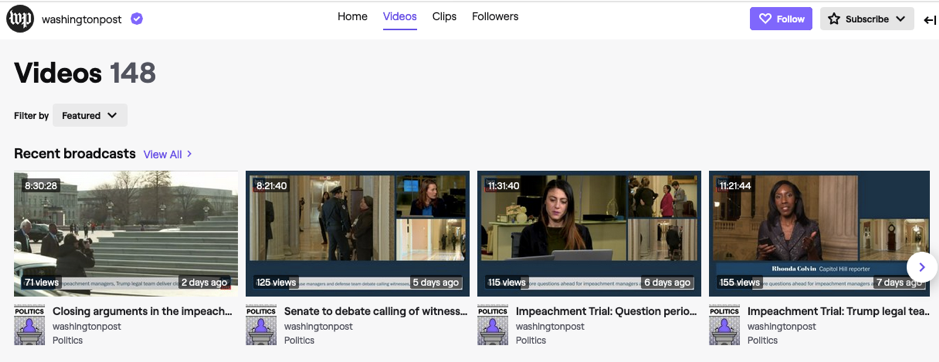 wp washingtonpost
Home Videos Clips Followers
Follow
Subscribe
Videos 148
Filter by Featured
Recent broadcasts View All
8:30:28
71 views
2 days ago
8:21:40
125 views
5 days ago
11:31:40
115 views
6 days ago
11:21:44
Rhonda Colvin Capitol Hill reporter
155 views
7 days ago
POLITICS
Closing arguments in the impeach...
washingtonpost
Politics
POLITICS
Senate to debate calling of witness...
washingtonpost
Politics
POLITICS
Impeachment Trial: Question perio...
washingtonpost
Politics
POLITICS
Impeachment Trial: Trump legal tea...
washingtonpost
Politics